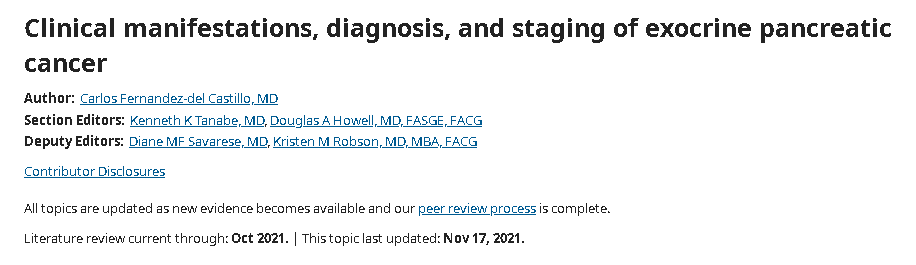 Clinical manifestations, diagnosis, and staging of exocrine pancreatic
cancer
Author: Carlos Fernandez-del Castillo, MD
Section Editors: Kenneth K Tanabe, MD, Douglas A Howell, MD, FASGE, FACG
Deputy Editors: Diane MF Savarese, MD, Kristen M Robson, MD, MBA, FACG
Contributor Disclosures
All topics are updated as new evidence becomes available and our peer review process is complete.
Literature review current through: Oct 2021. | This topic last updated: Nov 17, 2021.